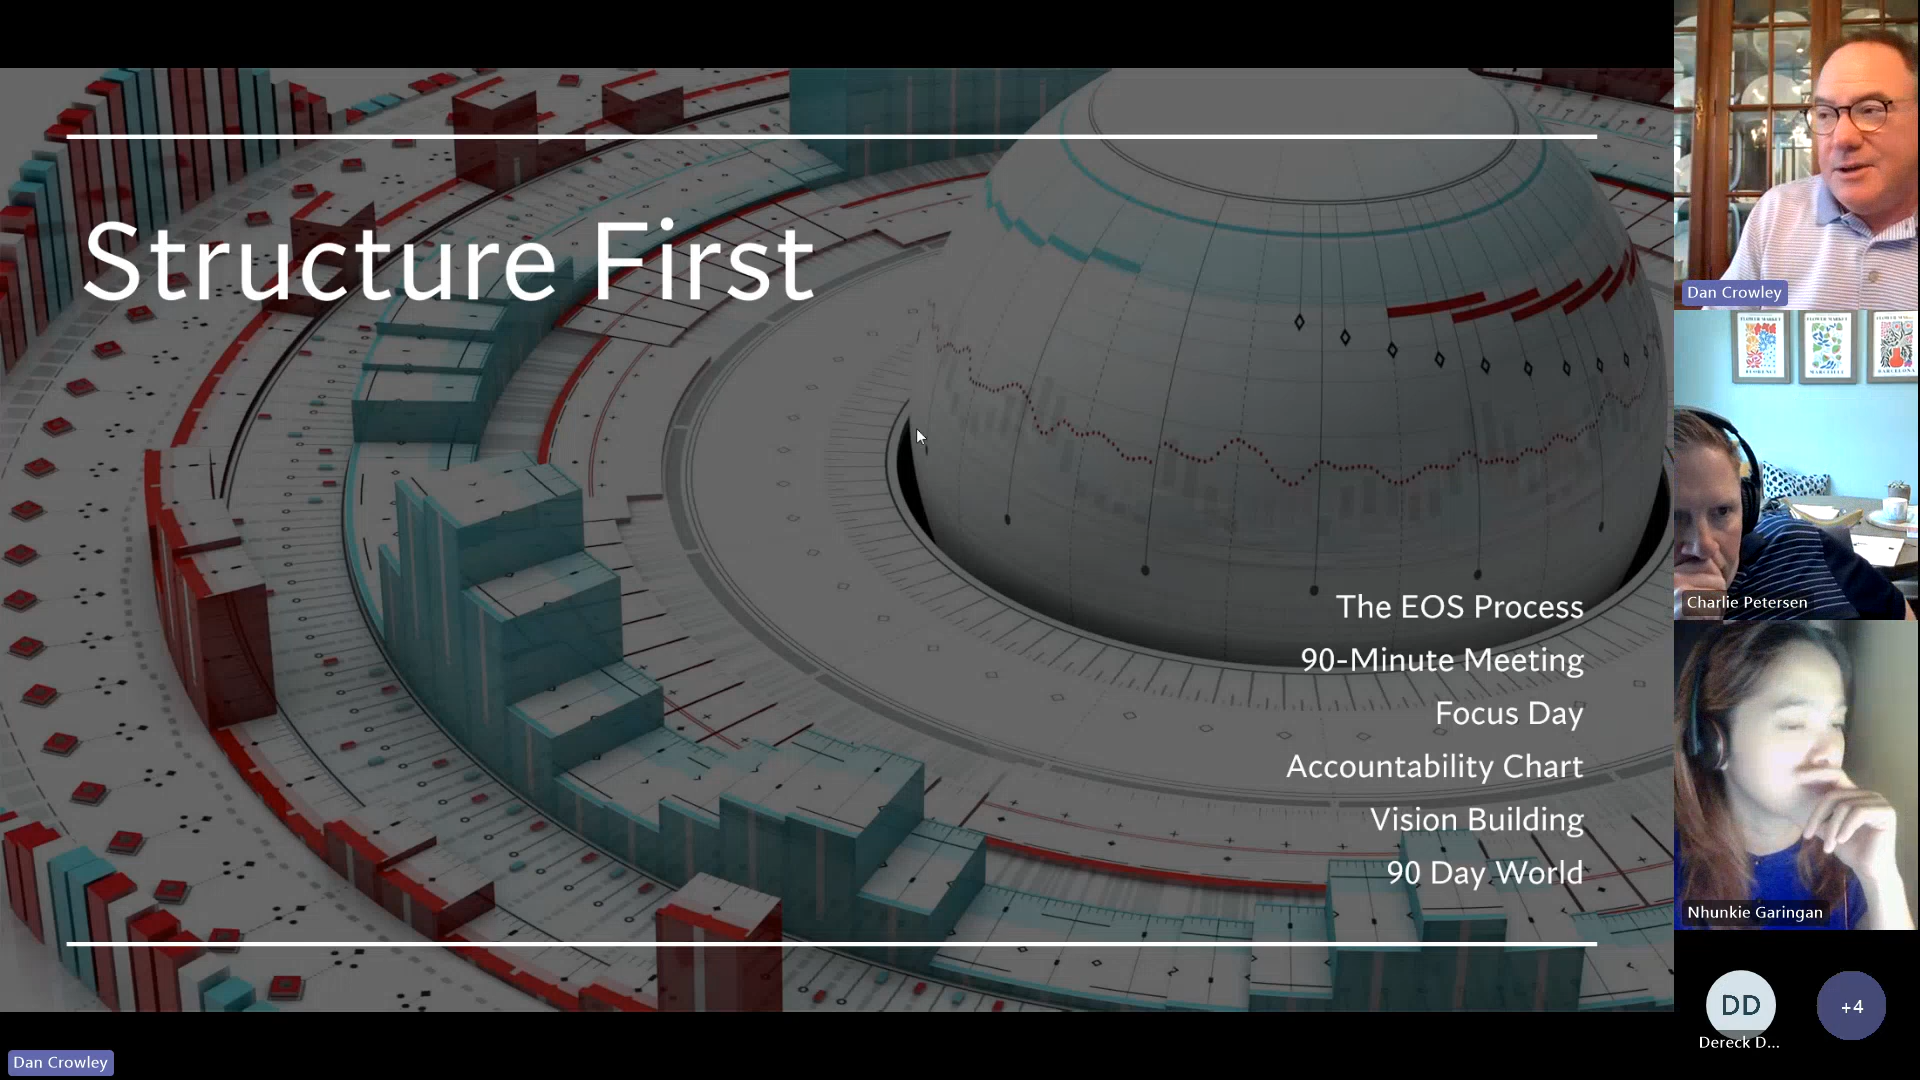 Structure First
The EOS Process
90-Minute Meeting
Focus Day
Accountability Chart
Vision Building
90 Day World
Dan Crowley
Charlie Petersen
Nhunkie Garingan
DD
Dereck D...
+4
Dan Crowley